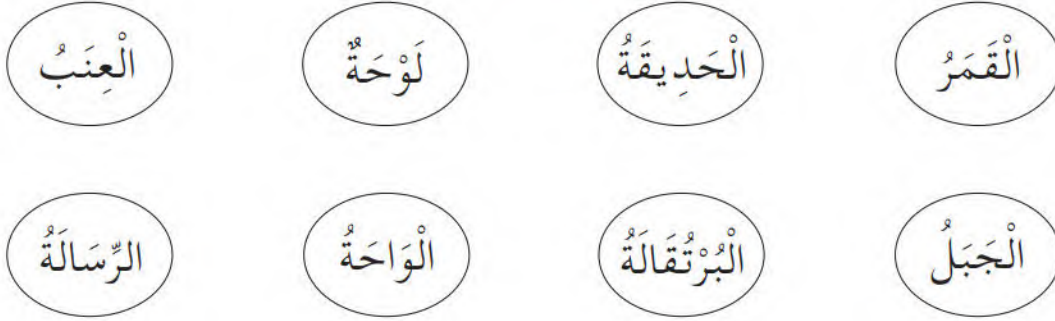 الْقَمَرُ الْحَدِيقَةُ لَوْحَةٌ الْعِنَبُ
الْجَبَلُ الْبُرْتُقَالَةُ الْوَاحَةُ الرِّسَالَةُ